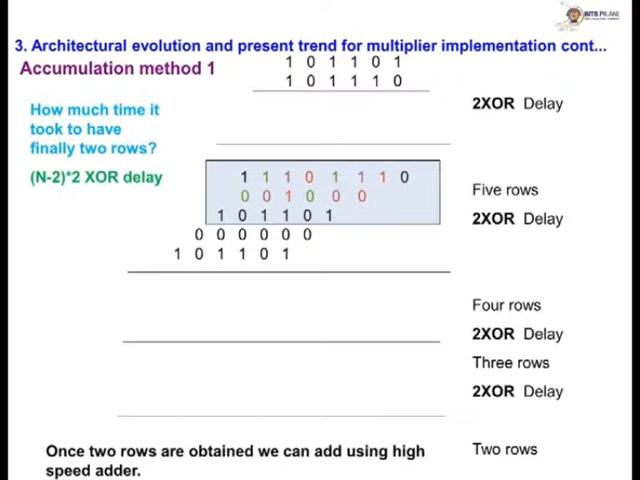 BITS PILANI
3. Architectural evolution and present trend for multiplier implementation cont...
Accumulation method 1
1 0 1 1 0 1
1 0 1 1 1 0
2XOR Delay
How much time it
took to have
finally two rows?
(N-2)*2 XOR delay
1 1 1 0 1 1 1 1 0
0 0 1 0 0 0
1 0 1 1 0 1
0 0 0 0 0 0
1 0 1 1 0 1
Five rows
2XOR Delay
Four rows
2XOR Delay
Three rows
2XOR Delay
Once two rows are obtained we can add using high
speed adder.
Two rows